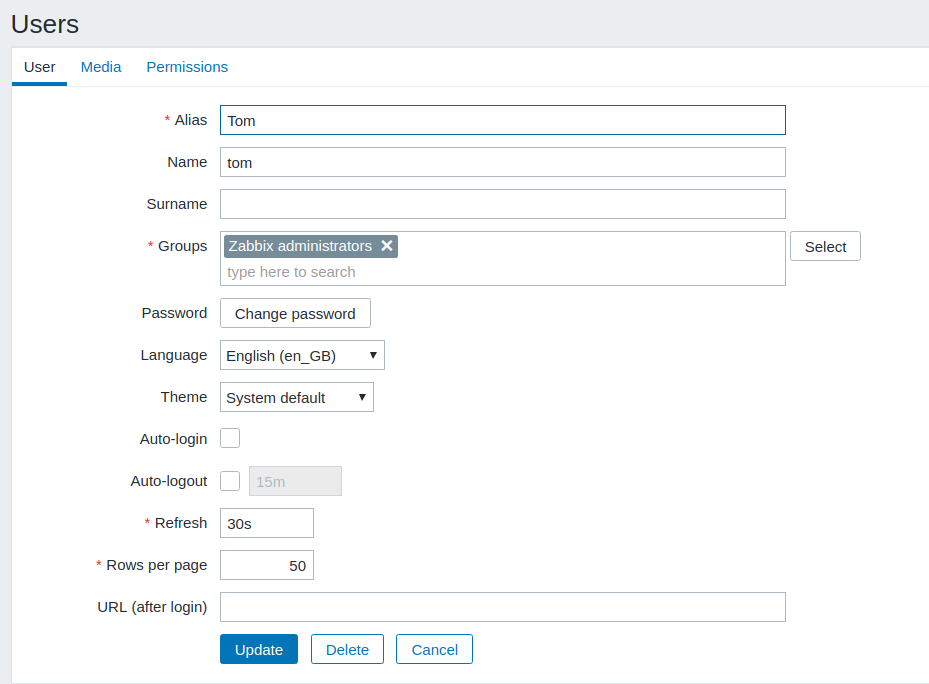 Users
User Media Permissions
* Alias Tom
Name tom
Surname
* Groups Zabbix administrators ✕ Select
type here to search
Password Change password
Language English (en_GB) ▼
Theme System default ▼
Auto-login
Auto-logout 15m
* Refresh 30s
* Rows per page 50
URL (after login)
Update Delete Cancel